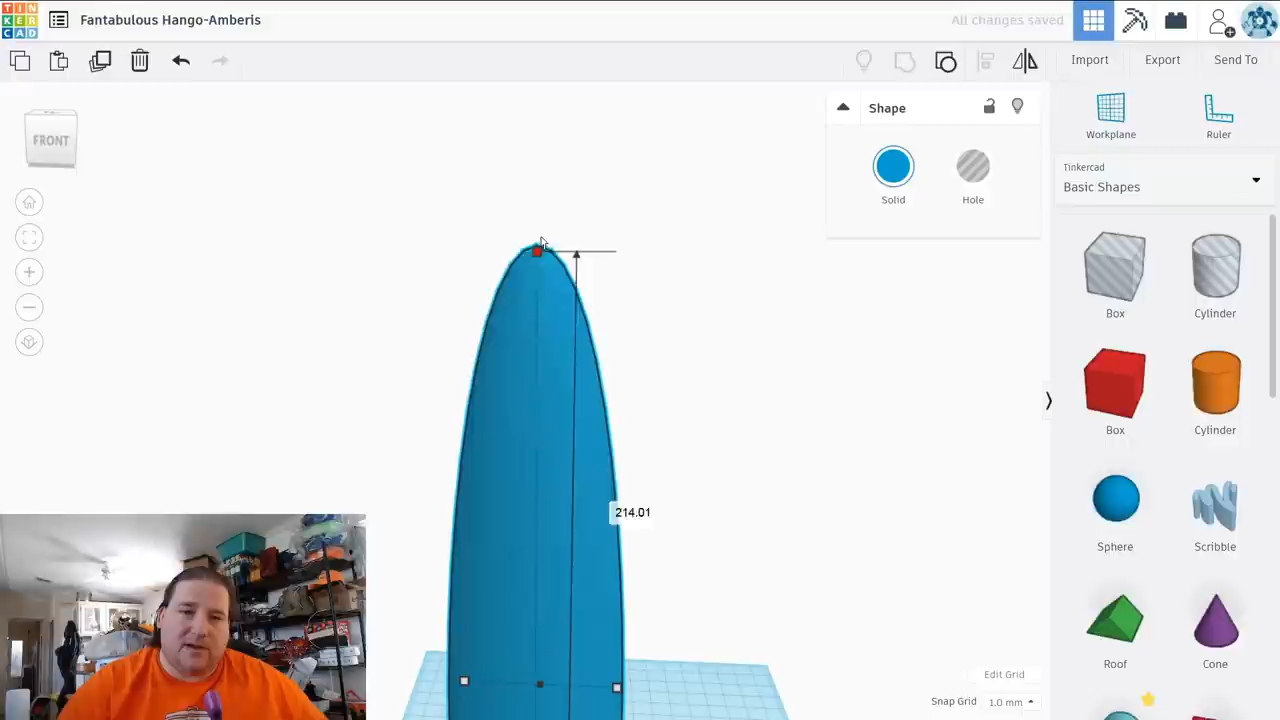 TIN
KER
CAD
Fantabulous Hango-Amberis
All changes saved
Import
Export
Send To
FRONT
Shape
Solid
Hole
Workplane
Ruler
Tinkercad
Basic Shapes
Box
Cylinder
Box
Cylinder
Sphere
Scribble
Roof
Cone
214.01
Edit Grid
Snap Grid
1.0 mm